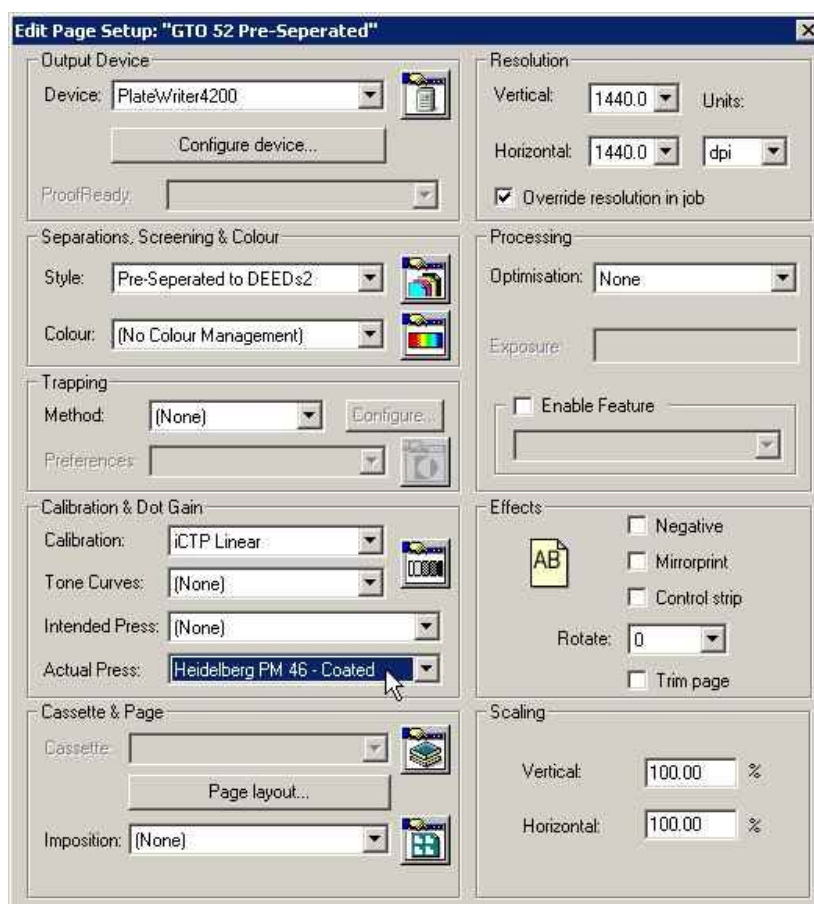 Edit Page Setup: "GTO 52 Pre-Seperated"
Output Device
Device: PlateWriter4200
Configure device...
ProofReady:
Separations, Screening & Colour
Style: Pre-Seperated to DEEDs2
Colour: (No Colour Management)
Trapping
Method: (None) Configure...
Preferences:
Calibration & Dot Gain
Calibration: iCTP Linear
Tone Curves: (None)
Intended Press: (None)
Actual Press: Heidelberg PM 46 - Coated
Cassette & Page
Cassette:
Page layout...
Imposition: (None)
Resolution
Vertical: 1440.0 Units:
Horizontal: 1440.0 dpi
Override resolution in job
Processing
Optimisation: None
Exposure:
Enable Feature
Effects
AB
Negative
Mirrorprint
Control strip
Rotate: 0
Trim page
Scaling
Vertical: 100.00 %
Horizontal: 100.00 %